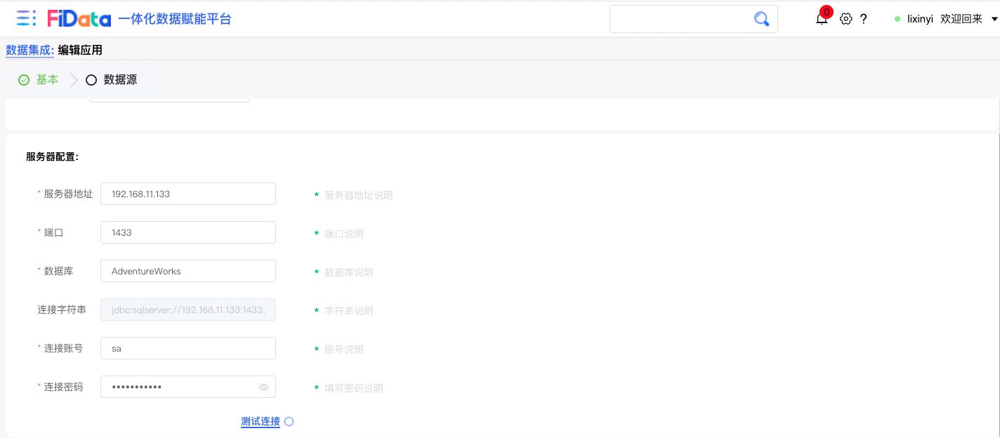 FiData 一体化数据赋能平台 0 ? lixinyi 欢迎回来
数据集成: 编辑应用
基本 数据源
服务器配置:
* 服务器地址 192.168.11.133 * 服务器地址说明
* 端口 1433 * 端口说明
* 数据库 AdventureWorks * 数据库说明
连接字符串 jdbc:sqlserver://192.168.11.133:1433; * 字符串说明
* 连接账号 sa * 账号说明
* 连接密码 ••••••••••• * 填写密码说明
测试连接